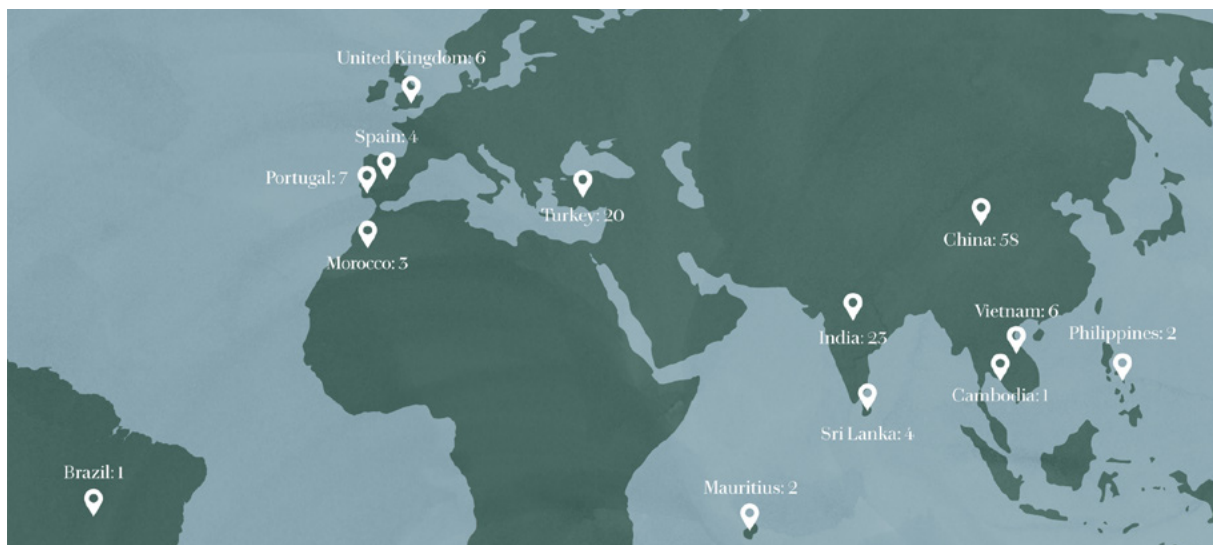 United Kingdom: 6
Spain: 4
Portugal: 7
Turkey: 20
Morocco: 3
China: 58
India: 23
Vietnam: 6
Philippines: 2
Cambodia: 1
Sri Lanka: 4
Brazil: 1
Mauritius: 2